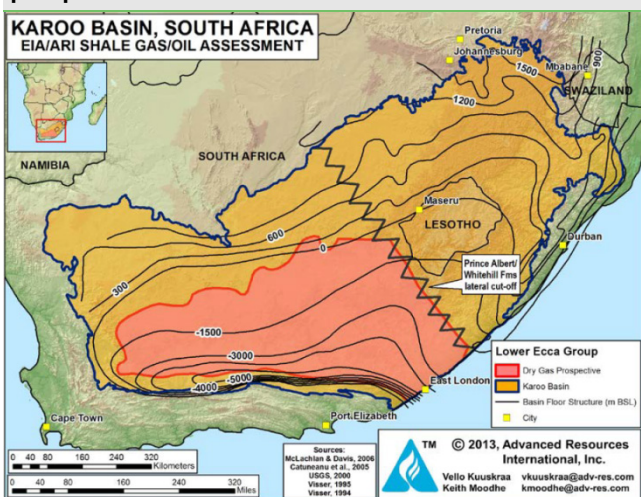 KAROO BASIN, SOUTH AFRICA
EIA/ARI SHALE GAS/OIL ASSESSMENT
Pretoria
Johannesburg
Mbabane
SWAZILAND
900
1500
1200
NAMIBIA
SOUTH AFRICA
Maseru
LESOTHO
Durban
600
0
-300
Prince Albert/
Whitehill Fms
lateral cut-off
-1500
-3000
-4000
-5000
East London
Cape Town
Port Elizabeth
Lower Ecca Group
Dry Gas Prospective
Karoo Basin
Basin Floor Structure (m BSL)
City
0 40 80 160 240 320
Kilometers
0 40 80 160 240 320
Miles
Sources:
McLachlan & Davis, 2006
Catuneanu et al., 2005
USGS, 2000
Visser, 1995
Visser, 1994
TM
© 2013, Advanced Resources
International, Inc.
Vello Kuuskraa vkuuskraa@adv-res.com
Keith Moodhe kmoodhe@adv-res.com